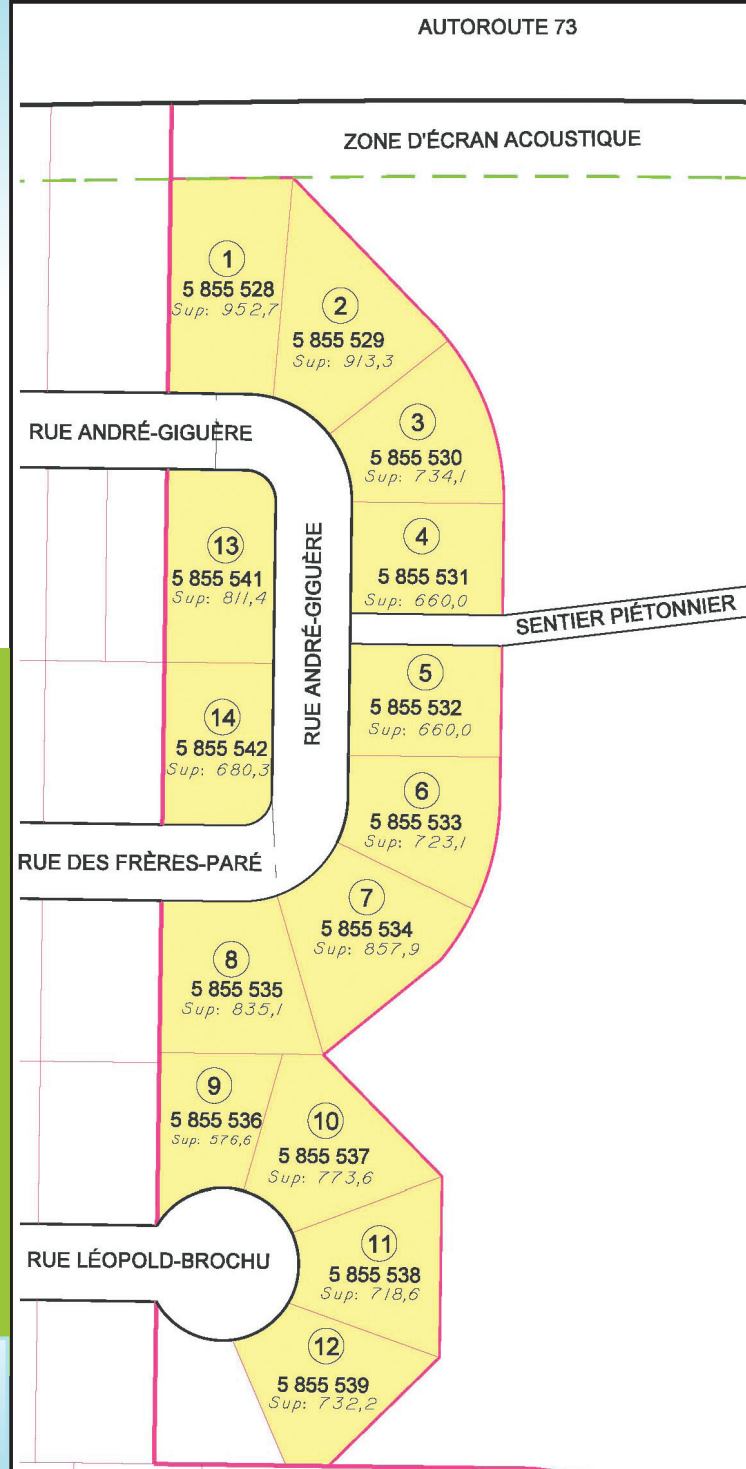 AUTOROUTE 73
ZONE D'ÉCRAN ACOUSTIQUE
1
5 855 528
Sup: 952,7
2
5 855 529
Sup: 913,3
RUE ANDRÉ-GIGUÈRE
3
5 855 530
Sup: 734,1
13
5 855 541
Sup: 811,4
RUE ANDRÉ-GIGUÈRE
4
5 855 531
Sup: 660,0
SENTIER PIÉTONNIER
5
5 855 532
Sup: 660,0
14
5 855 542
Sup: 680,3
6
5 855 533
Sup: 723,1
RUE DES FRÈRES-PARÉ
7
5 855 534
Sup: 857,9
8
5 855 535
Sup: 835,1
9
5 855 536
Sup: 576,6
10
5 855 537
Sup: 773,6
RUE LÉOPOLD-BROCHU
11
5 855 538
Sup: 718,6
12
5 855 539
Sup: 732,2